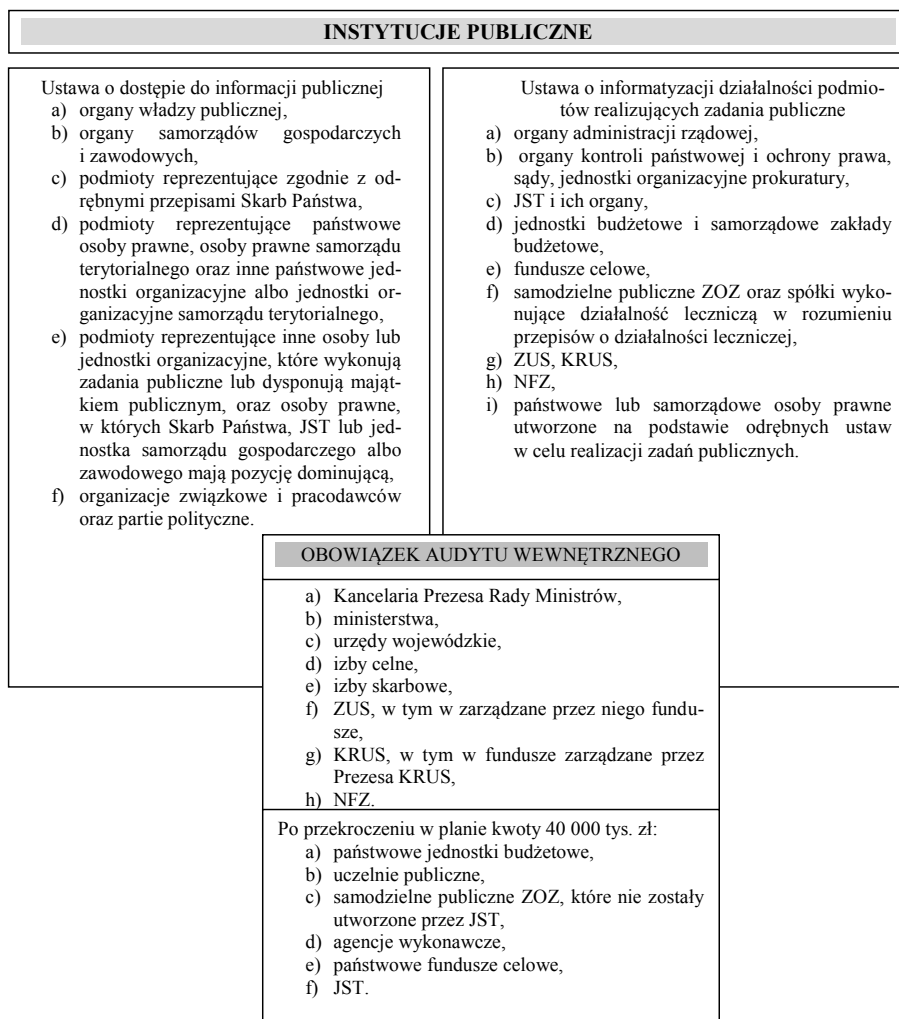 INSTYTUCJE PUBLICZNE
Ustawa o dostępie do informacji publicznej
a) organy władzy publicznej,
b) organy samorządów gospodarczych
i zawodowych,
c) podmioty reprezentujące zgodnie z od-
rębnymi przepisami Skarb Państwa,
d) podmioty reprezentujące państwowe
osoby prawne, osoby prawne samorządu
terytorialnego oraz inne państwowe jed-
nostki organizacyjne albo jednostki or-
ganizacyjne samorządu terytorialnego,
e) podmioty reprezentujące inne osoby lub
jednostki organizacyjne, które wykonują
zadania publiczne lub dysponują mająt-
kiem publicznym, oraz osoby prawne,
w których Skarb Państwa, JST lub jed-
nostka samorządu gospodarczego albo
zawodowego mają pozycję dominującą,
f) organizacje związkowe i pracodawców
oraz partie polityczne.
Ustawa o informatyzacji działalności podmio-
tów realizujących zadania publiczne
a) organy administracji rządowej,
b) organy kontroli państwowej i ochrony prawa,
sądy, jednostki organizacyjne prokuratury,
c) JST i ich organy,
d) jednostki budżetowe i samorządowe zakłady
budżetowe,
e) fundusze celowe,
f) samodzielne publiczne ZOZ oraz spółki wyko-
nujące działalność leczniczą w rozumieniu
przepisów o działalności leczniczej,
g) ZUS, KRUS,
h) NFZ,
i) państwowe lub samorządowe osoby prawne
utworzone na podstawie odrębnych ustaw
w celu realizacji zadań publicznych.
OBOWIĄZEK AUDYTU WEWNĘTRZNEGO
a) Kancelaria Prezesa Rady Ministrów,
b) ministerstwa,
c) urzędy wojewódzkie,
d) izby celne,
e) izby skarbowe,
f) ZUS, w tym w zarządzane przez niego fundu-
sze,
g) KRUS, w tym w fundusze zarządzane przez
Prezesa KRUS,
h) NFZ.
Po przekroczeniu w planie kwoty 40 000 tys. zł:
a) państwowe jednostki budżetowe,
b) uczelnie publiczne,
c) samodzielne publiczne ZOZ, które nie zostały
utworzone przez JST,
d) agencje wykonawcze,
e) państwowe fundusze celowe,
f) JST.